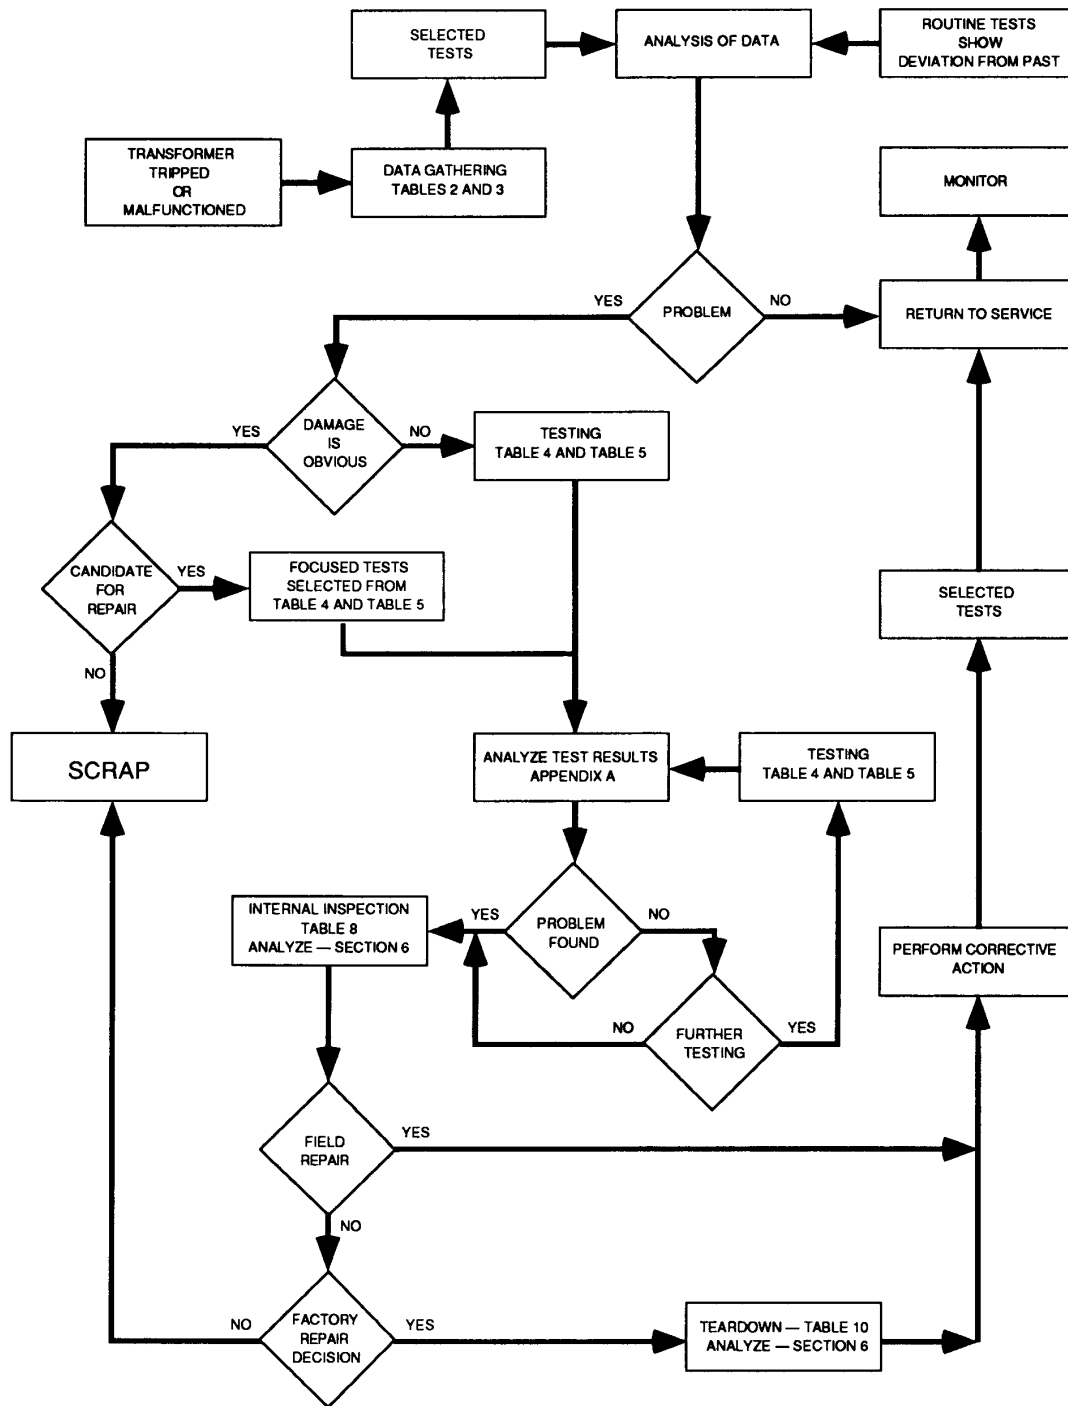 SELECTED
TESTS
ANALYSIS OF DATA
ROUTINE TESTS
SHOW
DEVIATION FROM PAST
TRANSFORMER
TRIPPED
OR
MALFUNCTIONED
DATA GATHERING
TABLES 2 AND 3
MONITOR
YES
PROBLEM
NO
RETURN TO SERVICE
YES
DAMAGE
IS
OBVIOUS
NO
TESTING
TABLE 4 AND TABLE 5
CANDIDATE
FOR
REPAIR
YES
NO
FOCUSED TESTS
SELECTED FROM
TABLE 4 AND TABLE 5
SELECTED
TESTS
SCRAP
ANALYZE TEST RESULTS
APPENDIX A
TESTING
TABLE 4 AND TABLE 5
INTERNAL INSPECTION
TABLE 8
ANALYZE — SECTION 6
YES
PROBLEM
FOUND
NO
PERFORM CORRECTIVE
ACTION
NO
FURTHER
TESTING
YES
FIELD
REPAIR
YES
NO
NO
FACTORY
REPAIR
DECISION
YES
TEARDOWN — TABLE 10
ANALYZE — SECTION 6